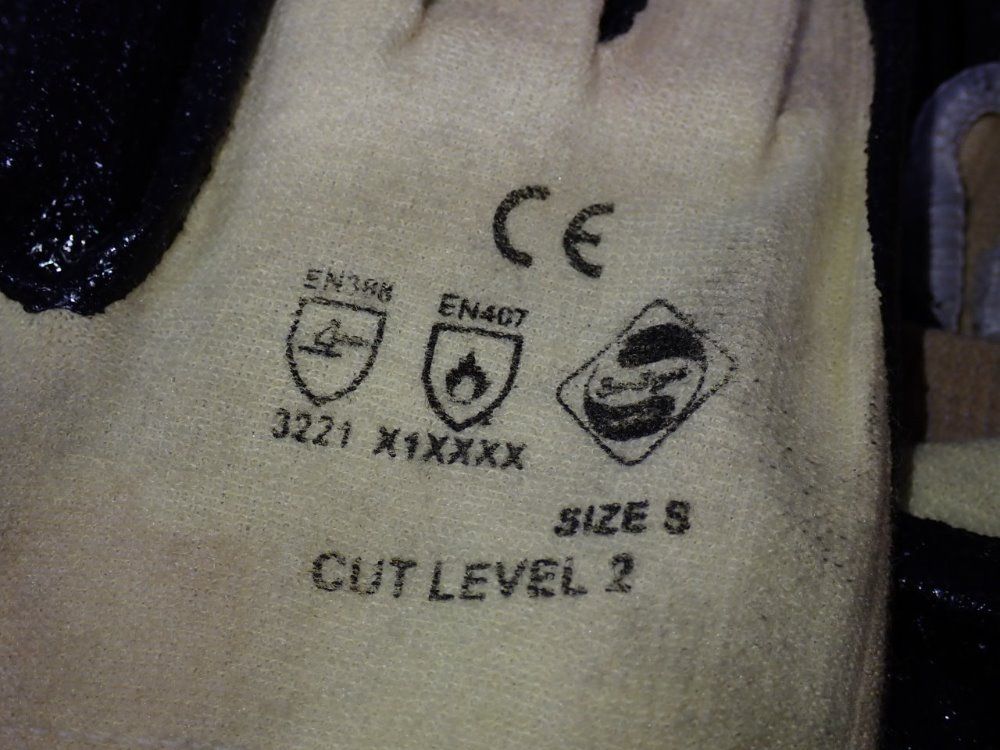 CE
EN388
EN407
3221 X1XXXX
SIZE S
CUT LEVEL 2